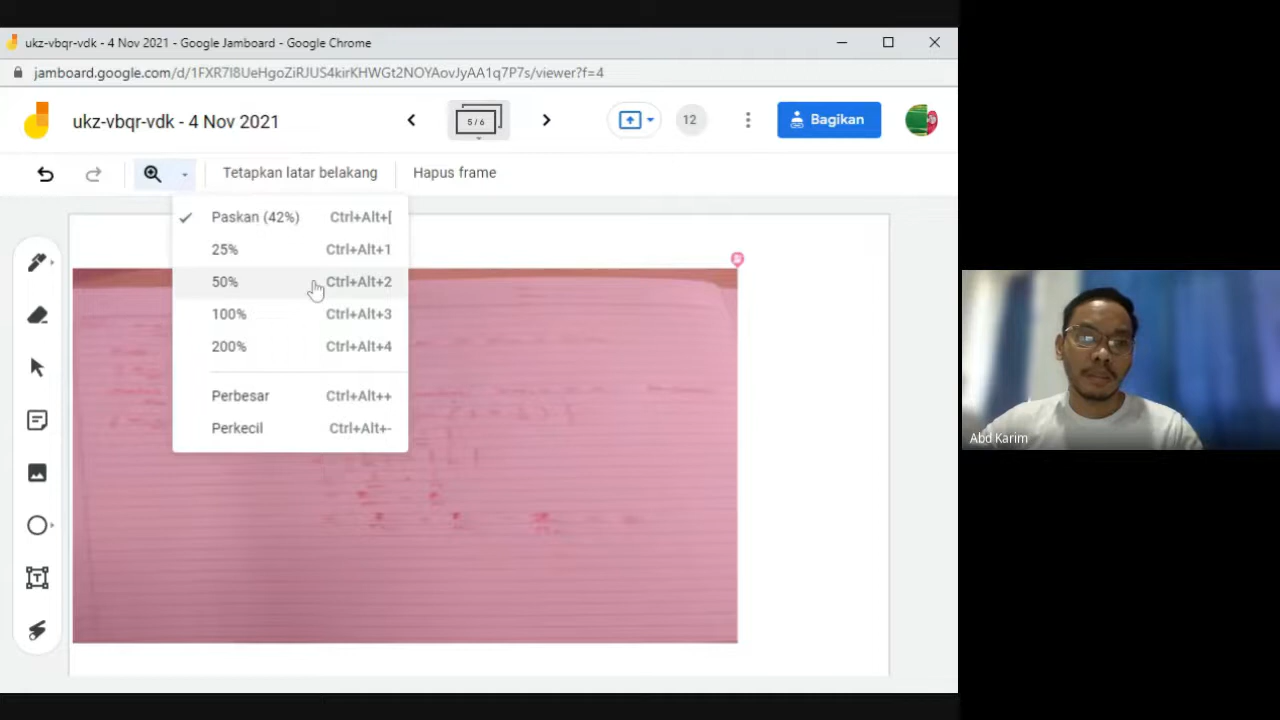 ukz-vbqr-vdk - 4 Nov 2021 - Google Jamboard - Google Chrome
jamboard.google.com/d/1FXR7I8UeHgoZiRJUS4kirKHWGt2NOYAovJyAA1q7P7s/viewer?f=4
ukz-vbqr-vdk - 4 Nov 2021
5 / 6
12
Bagikan
Tetapkan latar belakang
Hapus frame
Paskan (42%) Ctrl+Alt+[
25% Ctrl+Alt+1
50% Ctrl+Alt+2
100% Ctrl+Alt+3
200% Ctrl+Alt+4
Perbesar Ctrl+Alt++
Perkecil Ctrl+Alt+-
Abd Karim